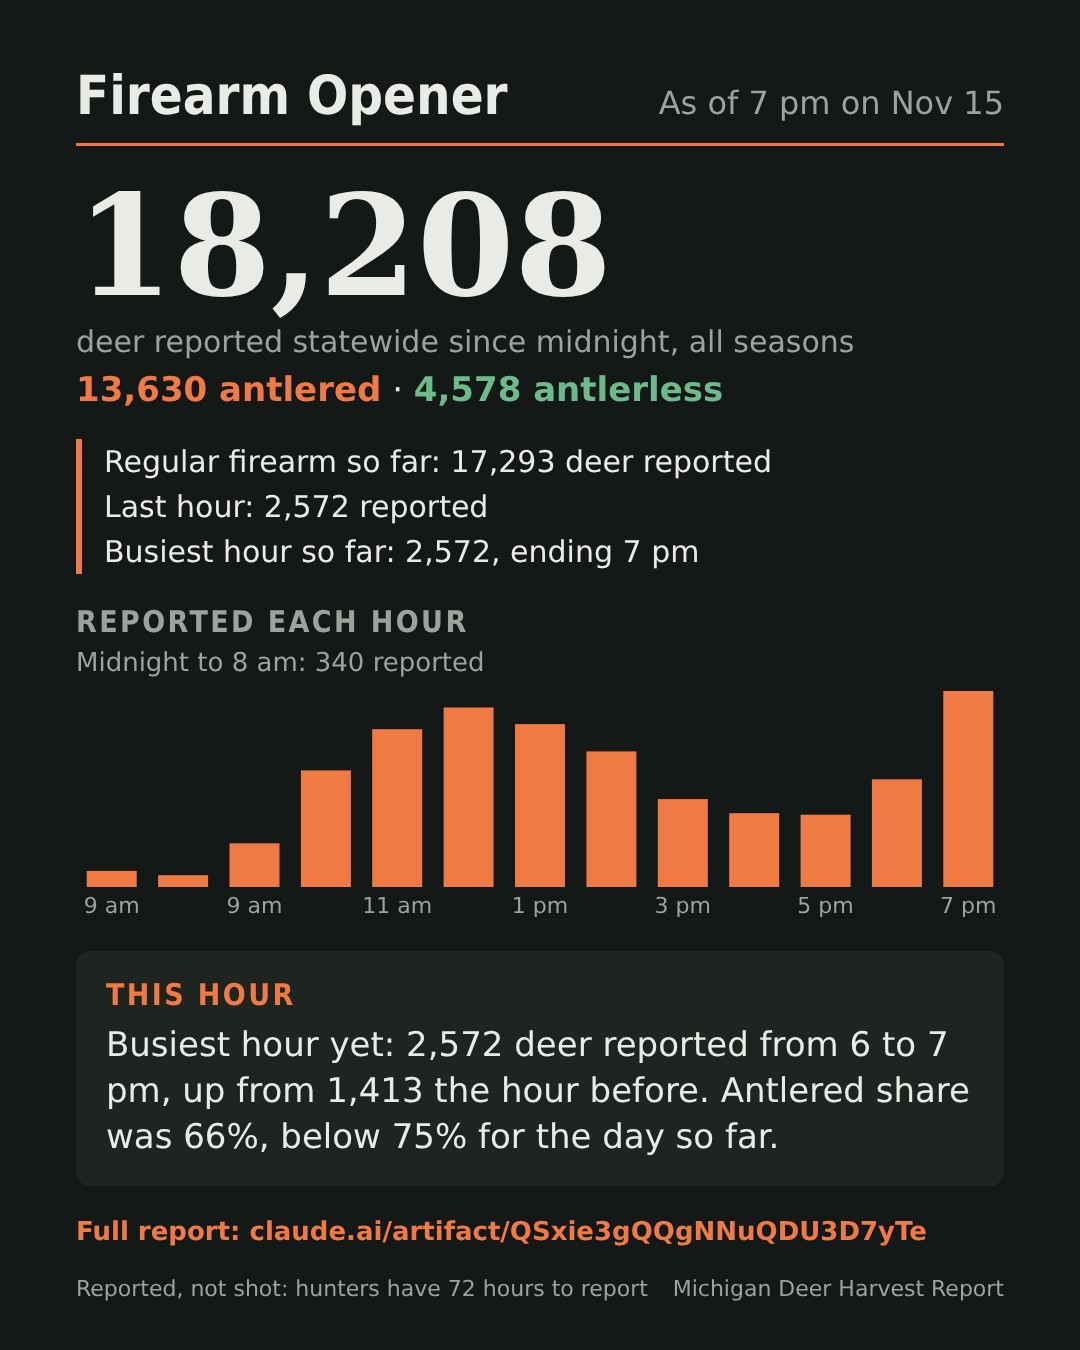 Firearm Opener
As of 7 pm on Nov 15
18,208
deer reported statewide since midnight, all seasons
13,630 antlered · 4,578 antlerless
Regular firearm so far: 17,293 deer reported
Last hour: 2,572 reported
Busiest hour so far: 2,572, ending 7 pm
REPORTED EACH HOUR
Midnight to 8 am: 340 reported
9 am 9 am 11 am 1 pm 3 pm 5 pm 7 pm
THIS HOUR
Busiest hour yet: 2,572 deer reported from 6 to 7
pm, up from 1,413 the hour before. Antlered share
was 66%, below 75% for the day so far.
Full report: claude.ai/artifact/QSxie3gQQgNNuQDU3D7yTe
Reported, not shot: hunters have 72 hours to report
Michigan Deer Harvest Report